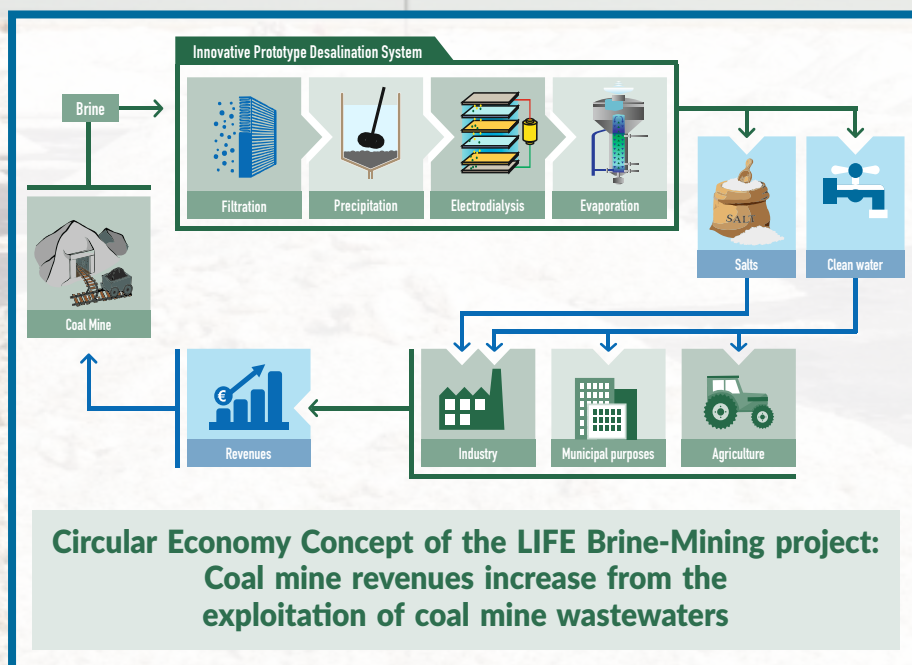 Innovative Prototype Desalination System
Brine
Filtration
Precipitation
Electrodialysis
Evaporation
SALT
Salts
Clean water
Coal Mine
€
Revenues
Industry
Municipal purposes
Agriculture
Circular Economy Concept of the LIFE Brine-Mining project:
Coal mine revenues increase from the
exploitation of coal mine wastewaters